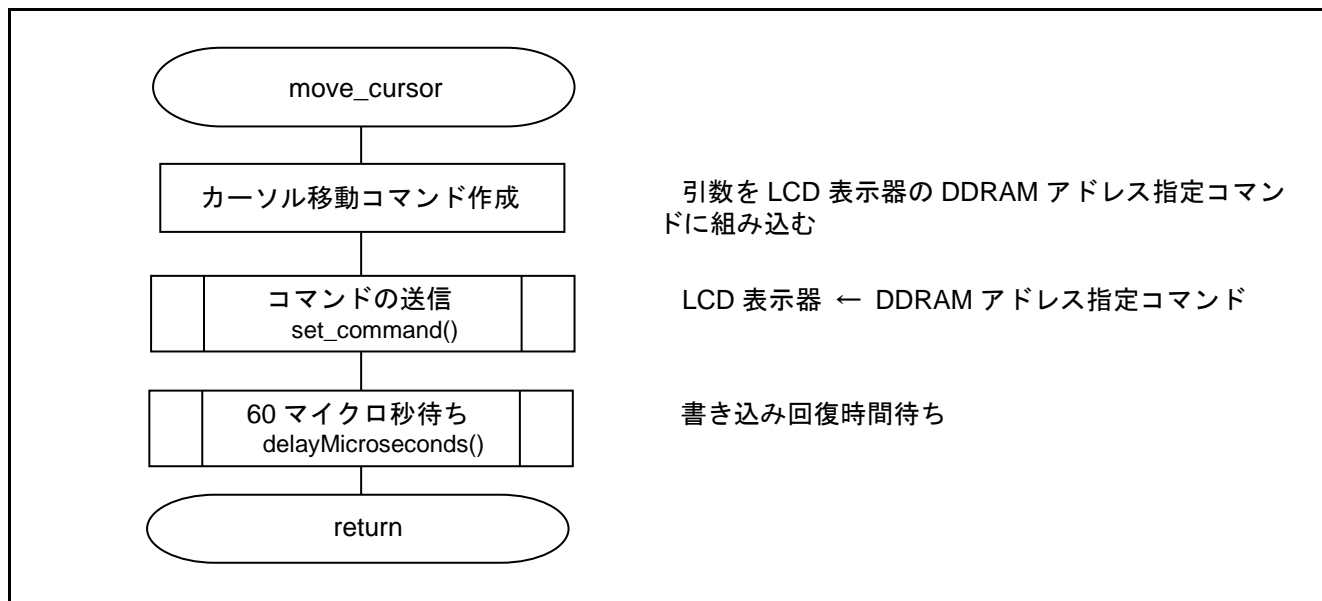 move_cursor
カーソル移動コマンド作成
引数を LCD 表示器の DDRAM アドレス指定コマン
ドに組み込む
コマンドの送信
set_command()
LCD 表示器 ← DDRAM アドレス指定コマンド
60 マイクロ秒待ち
delayMicroseconds()
書き込み回復時間待ち
return